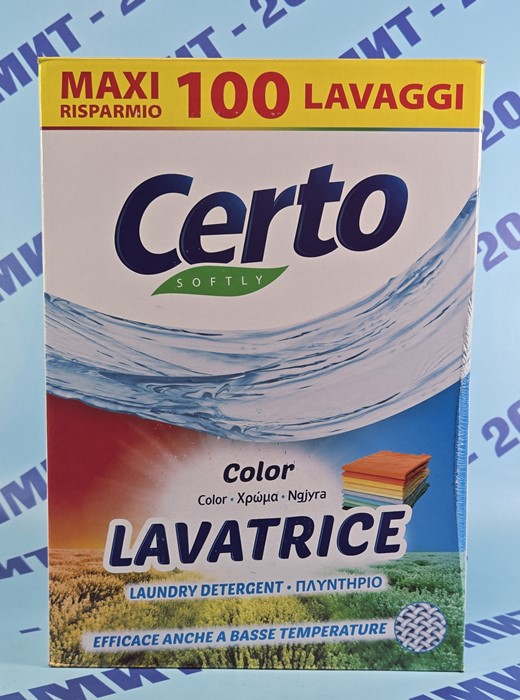 MAXI
RISPARMIO
100 LAVAGGI
Certo
SOFTLY
Color
Color • Χρώμα • Ngjyra
LAVATRICE
LAUNDRY DETERGENT • ΠΛΥΝΤΗΡΙΟ
EFFICACE ANCHE A BASSE TEMPERATURE